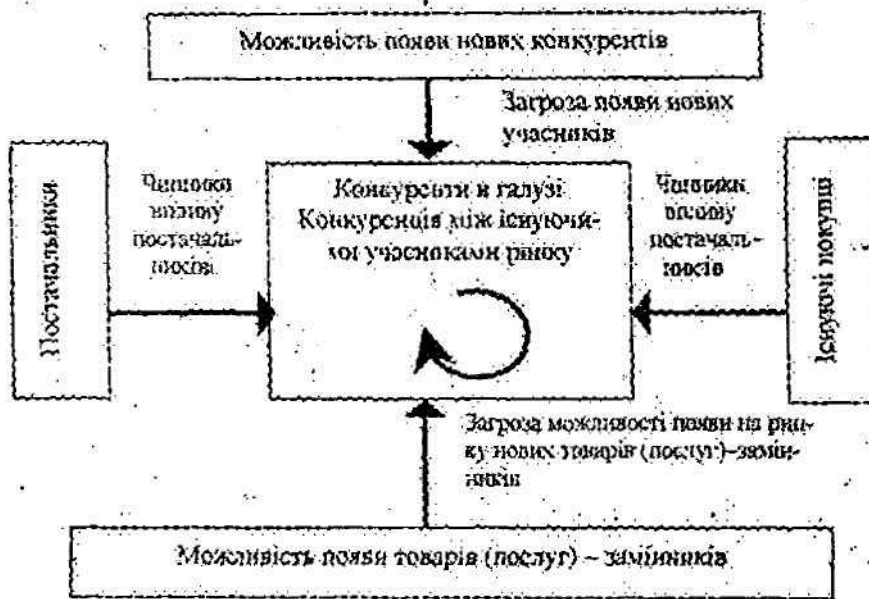 Можливість появи нових конкурентів
Загроза появи нових
учасників
Постачальники
Чинники
впливу
постачаль-
ників
Конкуренти в галузі
Конкуренція між існуючи-
ми учасниками ринку
Чинники
впливу
постачаль-
ників
Існуючі покупці
Загроза можливості появи на рин-
ку нових товарів (послуг)–замін-
ників
Можливість появи товарів (послуг) – замінників